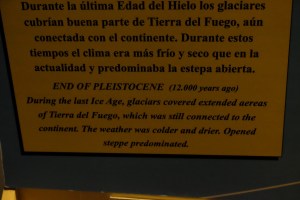 Durante la última Edad del Hielo los glaciares
cubrían buena parte de Tierra del Fuego, aún
conectada con el continente. Durante estos
tiempos el clima era más frío y seco que en la
actualidad y predominaba la estepa abierta.
END OF PLEISTOCENE (12.000 years ago)
During the last Ice Age, glaciars covered extended aereas
of Tierra del Fuego, which was still connected to the
continent. The weather was colder and drier. Opened
steppe predominated.